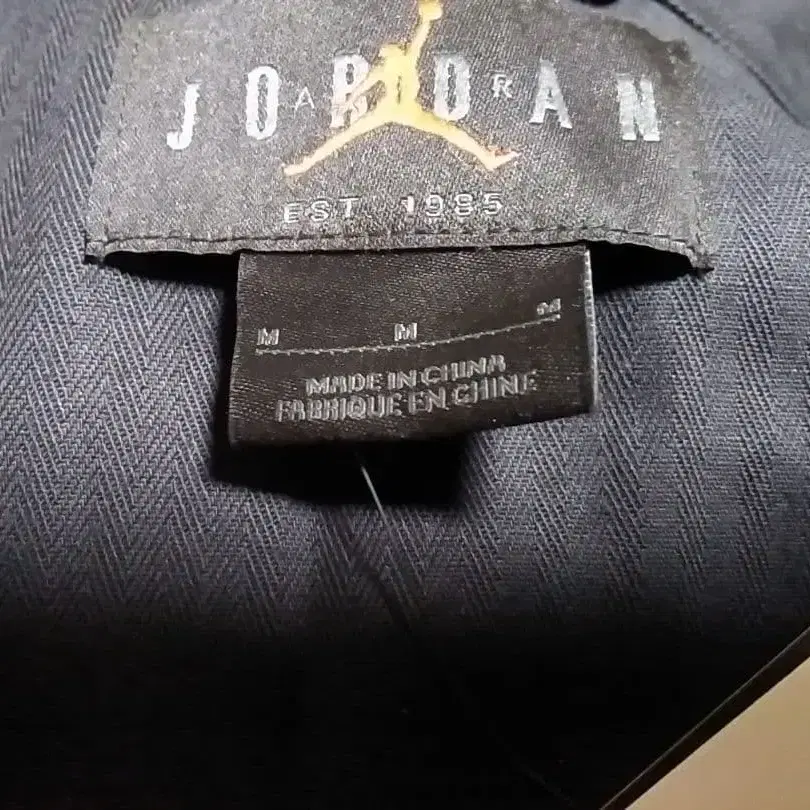 JORDAN
AIR
EST 1985
M M M
MADE IN CHINA
FABRIQUE EN CHINE